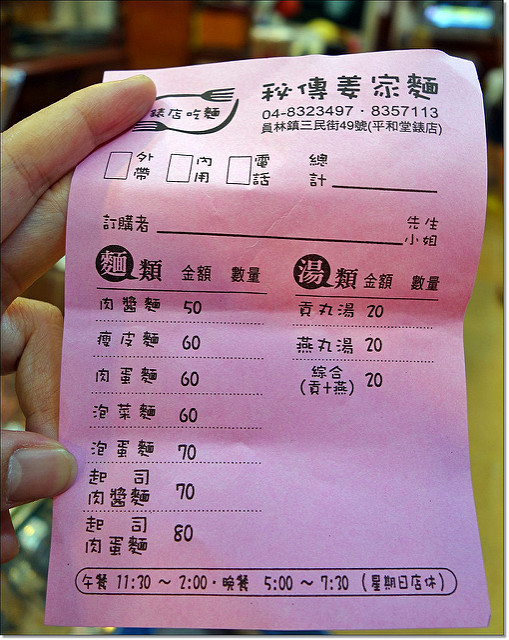 錶店吃麵
秘傳姜家麵
04-8323497·8357113
員林鎮三民街49號(平和堂錶店)
外帶 內用 電話 總計
訂購者 先生 小姐
麵類 金額 數量
肉醬麵 50
瘦皮麵 60
肉蛋麵 60
泡菜麵 60
泡蛋麵 70
起司
肉醬麵 70
起司
肉蛋麵 80
湯類 金額 數量
貢丸湯 20
燕丸湯 20
綜合
(貢+燕) 20
午餐 11:30 ~ 2:00·晚餐 5:00 ~ 7:30 (星期日店休)